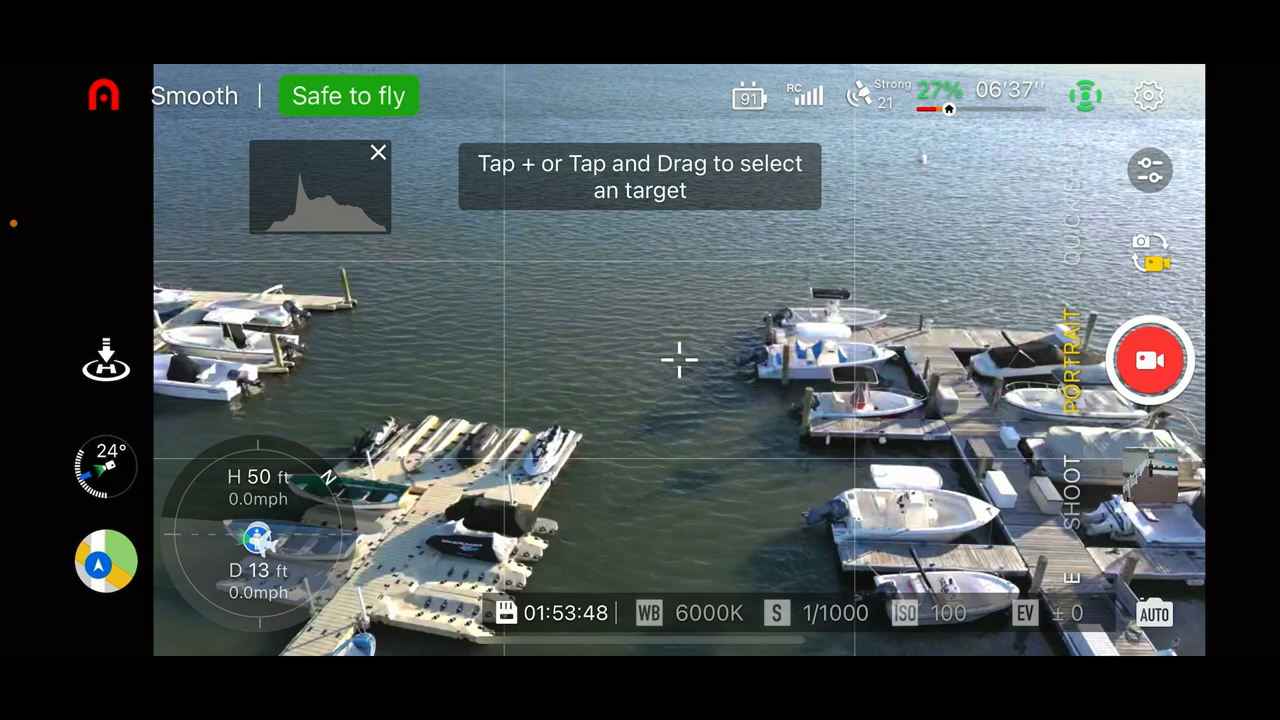 Smooth | Safe to fly
91
RC
Strong
21
27%
06'37''
Tap + or Tap and Drag to select
an target
PORTRAIT
SHOOT
24°
N
H 50 ft
0.0mph
D 13 ft
0.0mph
01:53:48 | WB 6000K S 1/1000 ISO 100 EV ± 0
AUTO